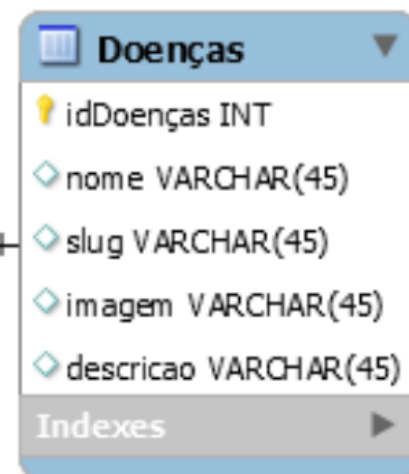 Doenças
idDoenças INT
nome VARCHAR(45)
slug VARCHAR(45)
imagem VARCHAR(45)
descricao VARCHAR(45)
Indexes